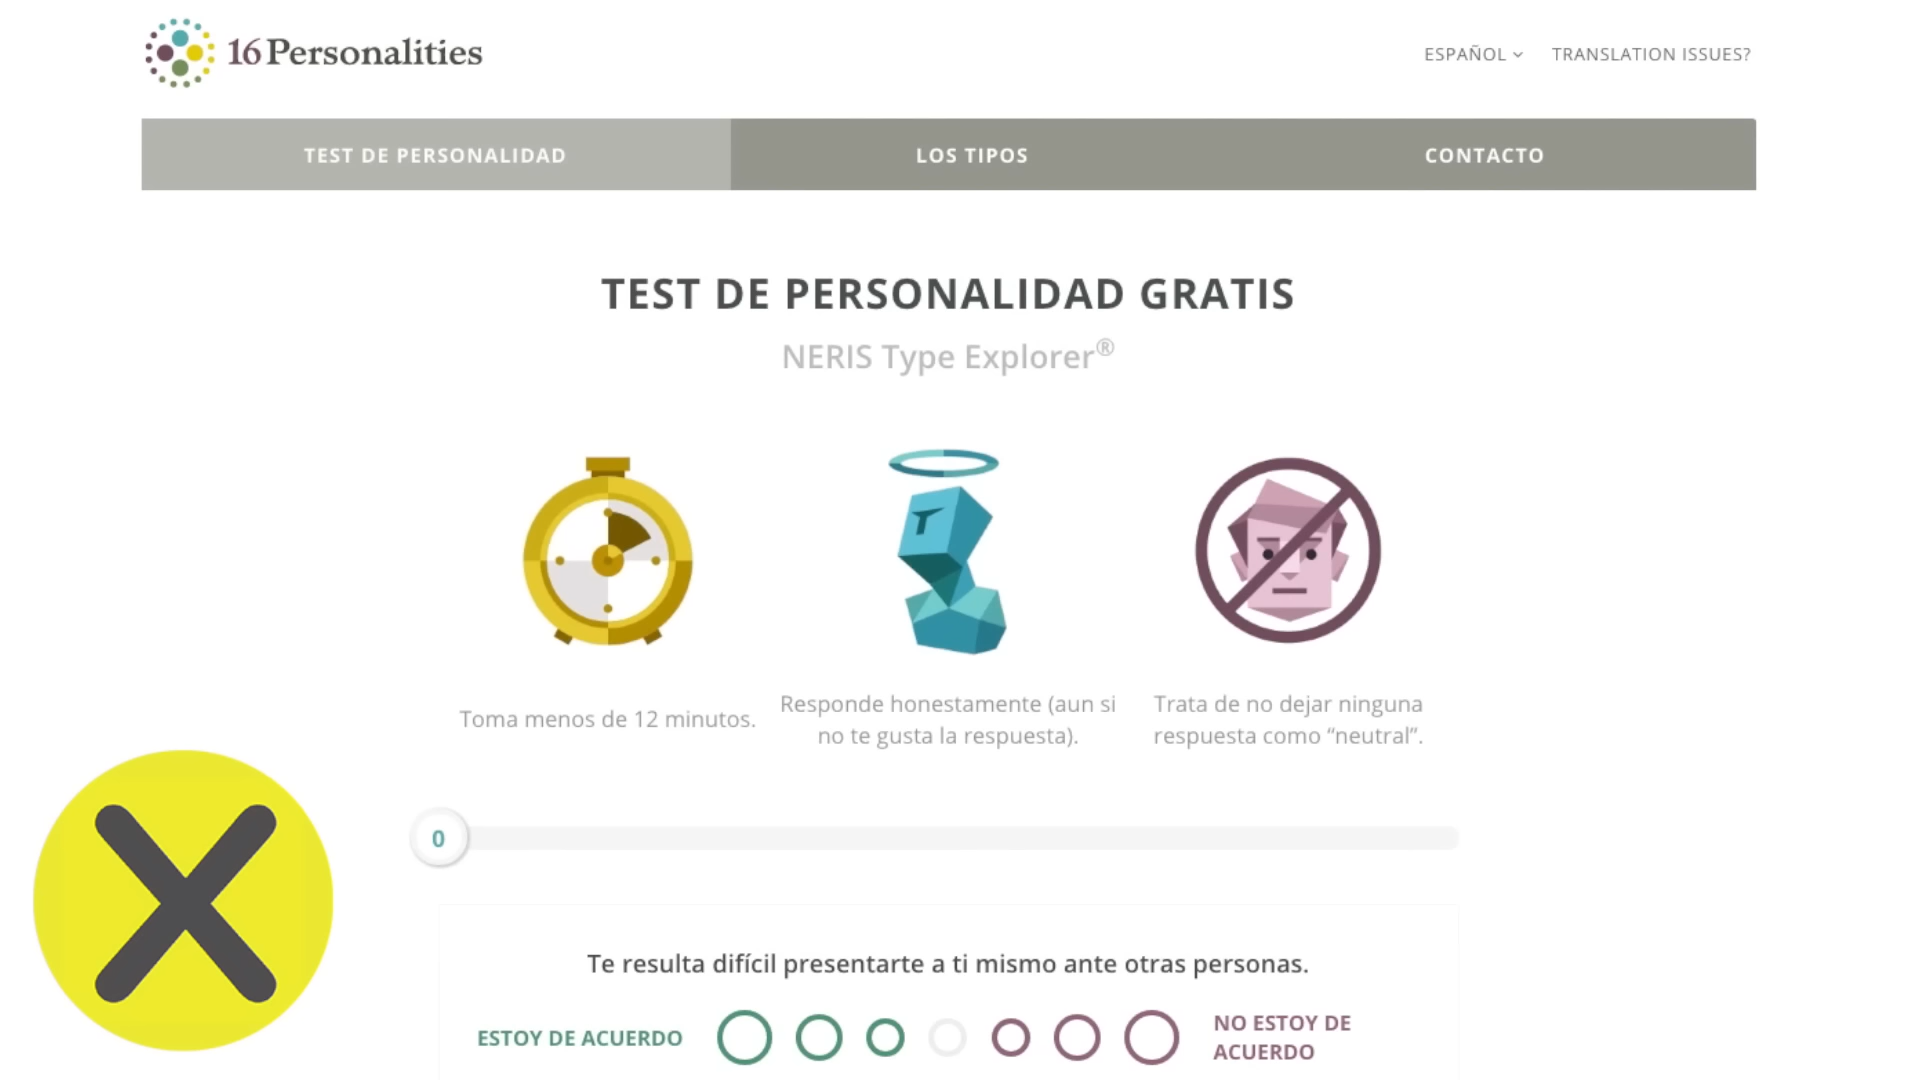 16Personalities
ESPAÑOL
TRANSLATION ISSUES?
TEST DE PERSONALIDAD
LOS TIPOS
CONTACTO
TEST DE PERSONALIDAD GRATIS
NERIS Type Explorer®
Toma menos de 12 minutos.
Responde honestamente (aun si
no te gusta la respuesta).
Trata de no dejar ninguna
respuesta como “neutral”.
0
Te resulta difícil presentarte a ti mismo ante otras personas.
ESTOY DE ACUERDO
NO ESTOY DE
ACUERDO